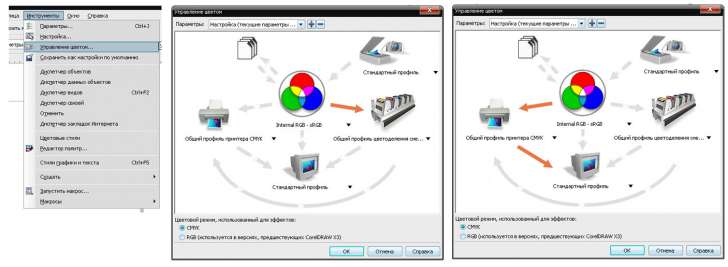 лица Инструменты Окно Справка
Параметры... Ctrl+J
Настройка...
Управление цветом...
Сохранить как настройки по умолчанию
Диспетчер объектов
Диспетчер данных объектов
Диспетчер видов Ctrl+F2
Диспетчер связей
Отменить
Диспетчер закладок Интернета
Цветовые стили
Редактор палитр...
Стили графики и текста Ctrl+F5
Создать
Запустить макрос...
Макросы
Управление цветом
Параметры: Настройка (текущие параметры ...
Стандартный профиль
Internal RGB - sRGB
Общий профиль принтера CMYK
Общий профиль цветоделения сме...
Стандартный профиль
Цветовой режим, использованный для эффектов:
CMYK
RGB (используется в версиях, предшествующих CorelDRAW X3)
OK Отмена Справка
Управление цветом
Параметры: Настройка (текущие параметры ...
Стандартный профиль
Internal RGB - sRGB
Общий профиль принтера CMYK
Общий профиль цветоделения сме...
Стандартный профиль
Цветовой режим, использованный для эффектов:
CMYK
RGB (используется в версиях, предшествующих CorelDRAW X3)
OK Отмена Справка